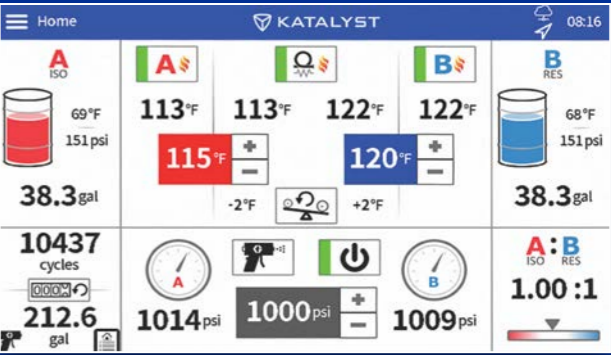 Home
KATALYST
08:16
A
ISO
69°F
151 psi
38.3 gal
A
B
113°F
113°F
122°F
122°F
115°F
+
−
120°F
+
−
-2°F
+2°F
B
RES
68°F
151 psi
38.3 gal
10437
cycles
000
212.6
gal
A
1014 psi
1000 psi
+
−
B
1009 psi
A:B
ISO RES
1.00 :1